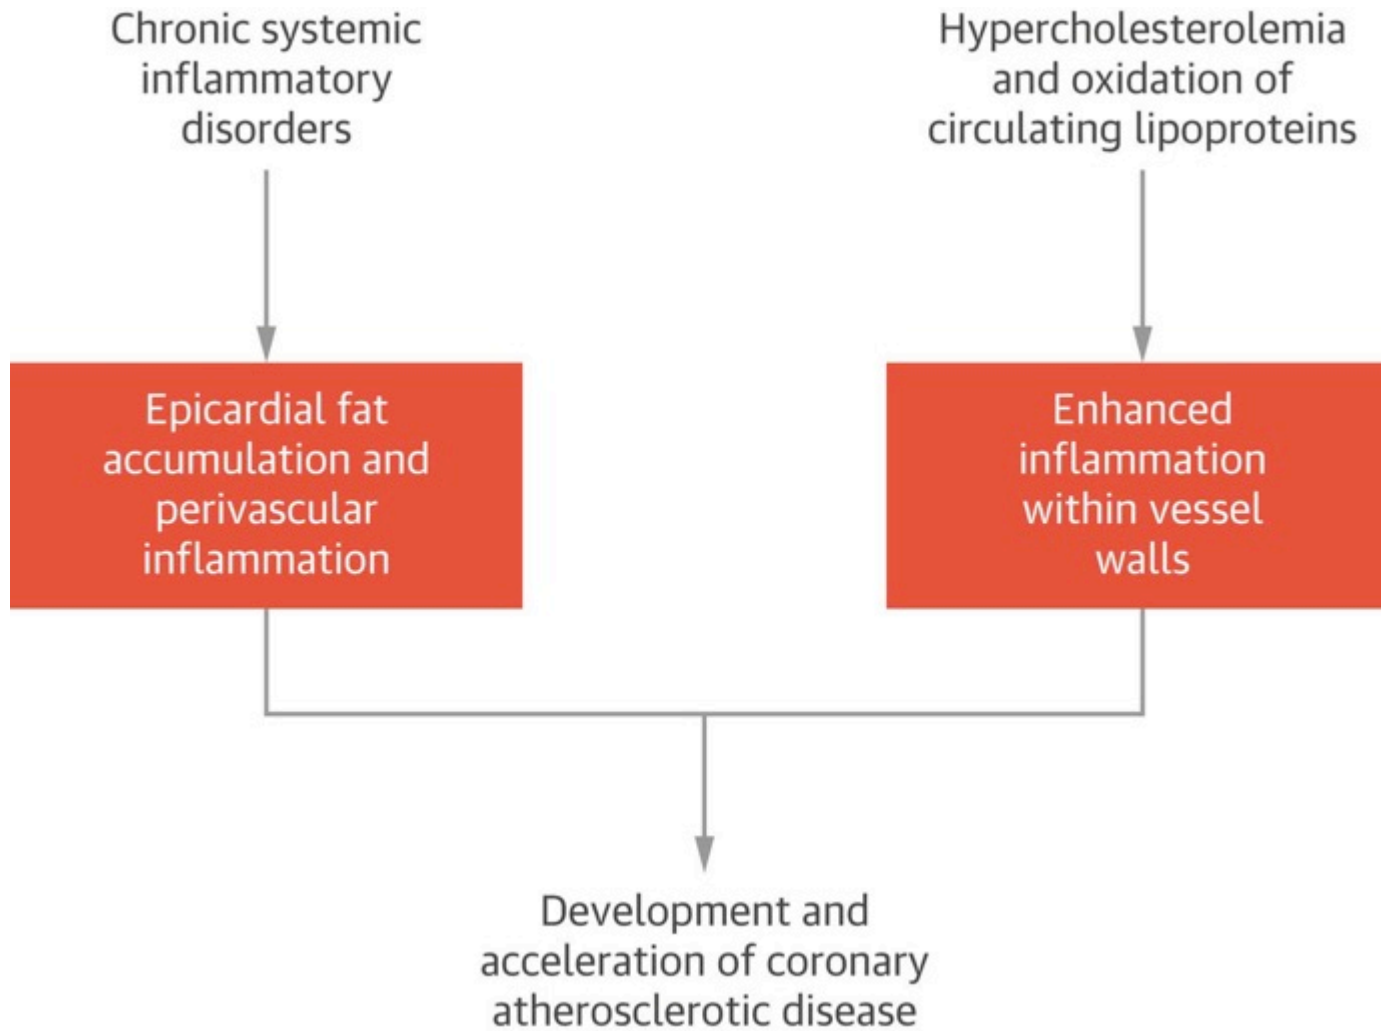 Chronic systemic
inflammatory
disorders
Hypercholesterolemia
and oxidation of
circulating lipoproteins
Epicardial fat
accumulation and
perivascular
inflammation
Enhanced
inflammation
within vessel
walls
Development and
acceleration of coronary
atherosclerotic disease